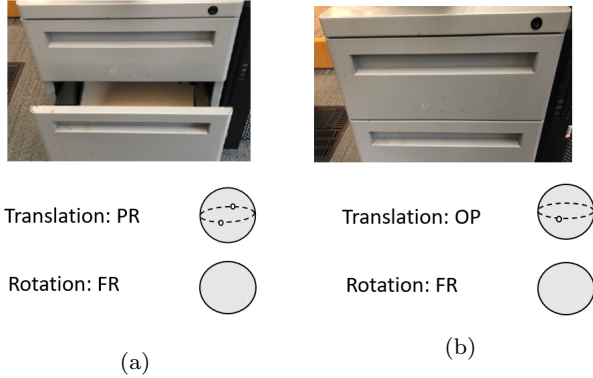 Translation: PR
Rotation: FR
(a)
Translation: OP
Rotation: FR
(b)